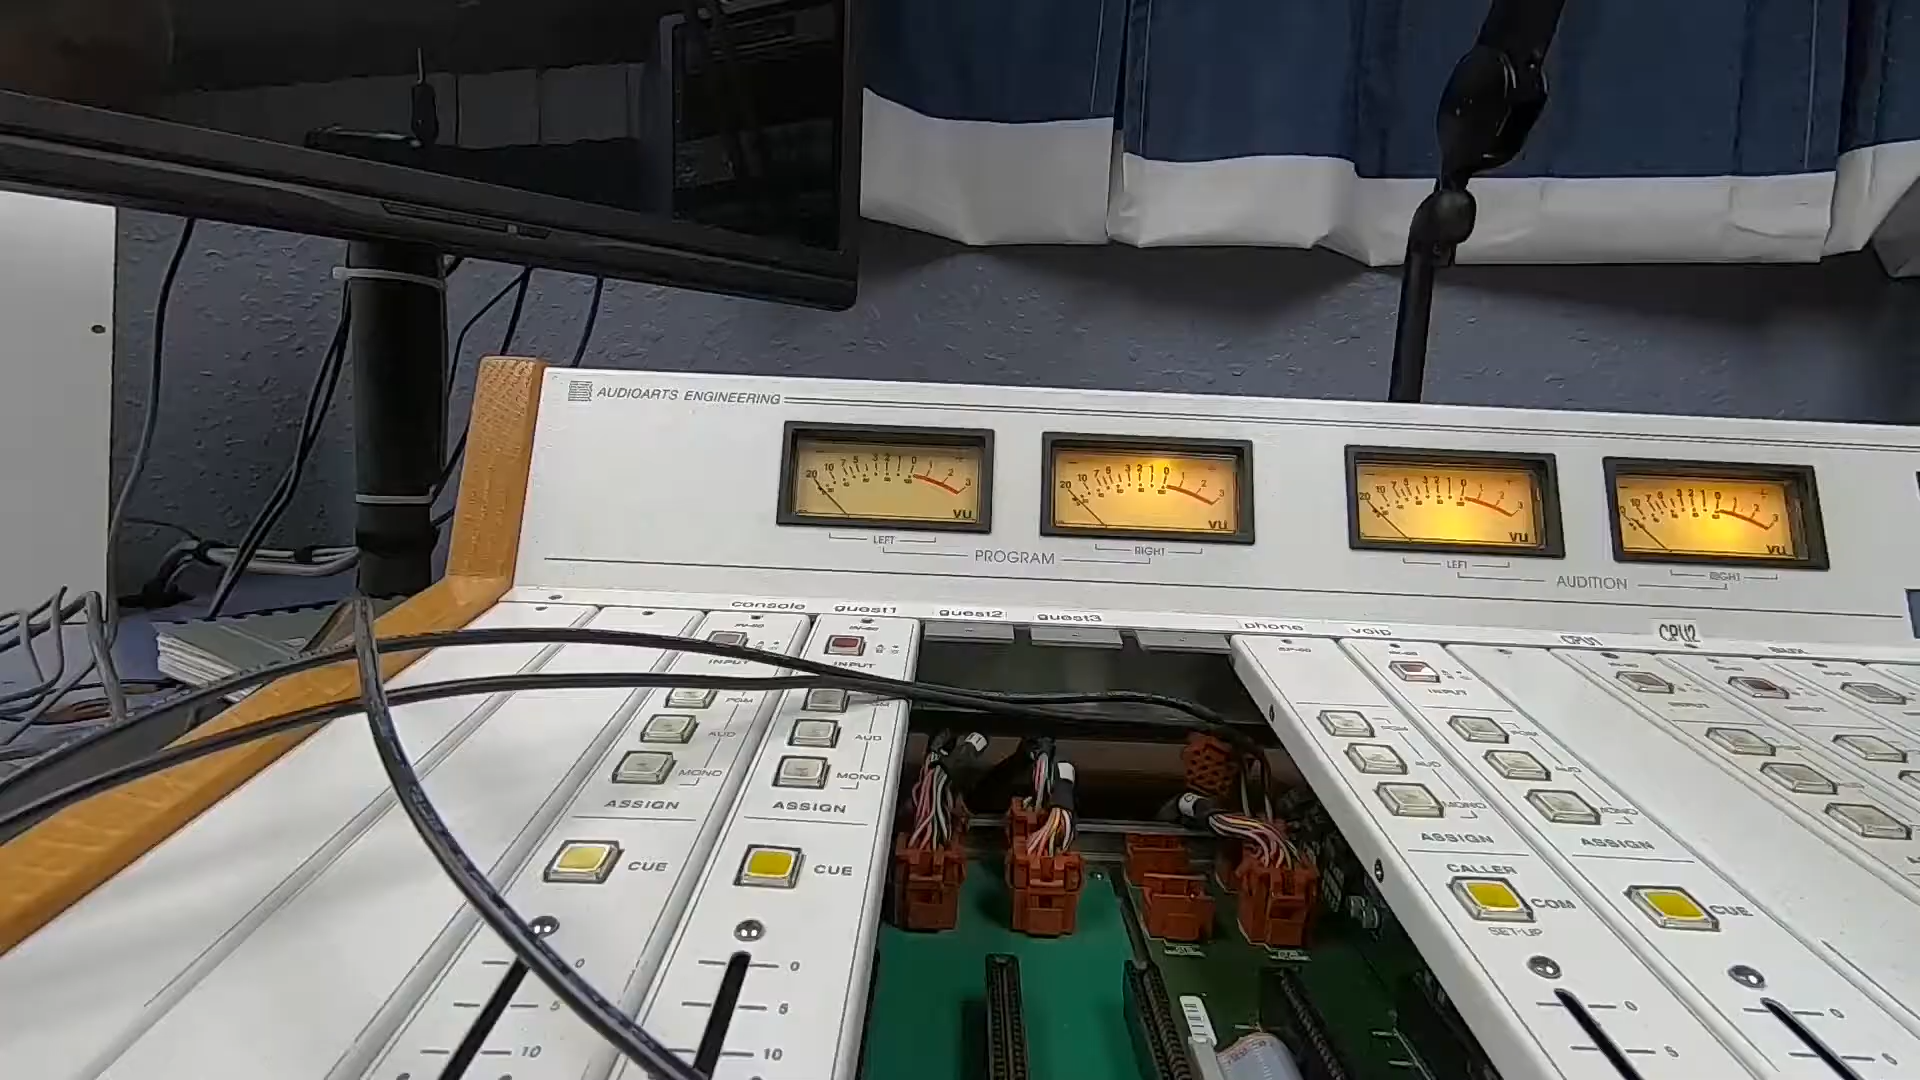 AUDIOARTS ENGINEERING
20 10 7 5 3 2 1 0 1 2 3
VU
20 10 7 5 3 2 1 0 1 2 3
VU
20 10 7 5 3 2 1 0 1 2 3
VU
20 10 7 5 3 2 1 0 1 2 3
VU
LEFT
PROGRAM
RIGHT
LEFT
AUDITION
RIGHT
console
guest1
guest2
guest3
phone
void
CPU1
CPU2
INPUT
PGM
AUD
MONO
ASSIGN
CUE
0
5
10
INPUT
AUD
MONO
ASSIGN
CUE
0
5
10
AUD
MONO
ASSIGN
CALLER
COM
SET-UP
0
5
INPUT
PGM
AUD
MONO
ASSIGN
CUE
0
5
INPUT
INPUT